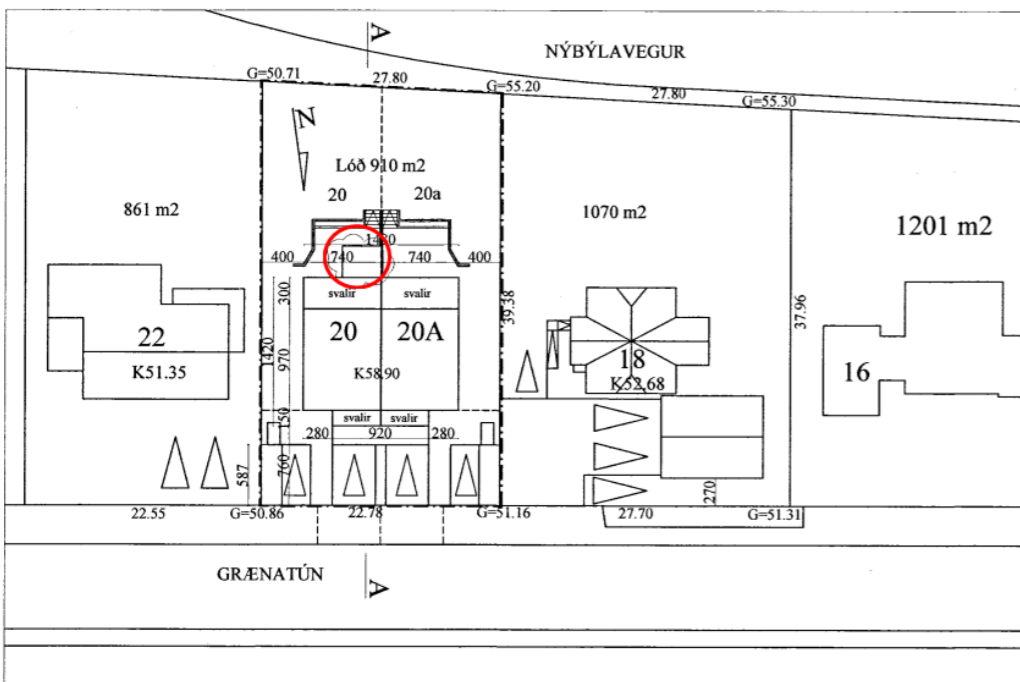 A
NÝBÝLAVEGUR
G=50.71
27.80
G=55.20
27.80
G=55.30
N
Lóð 910 m2
20
20a
861 m2
1070 m2
1201 m2
400
740
740
400
300
svalir
svalir
39.38
37.96
22
20
20A
18
16
K51.35
1420
970
K58.90
K52.68
150
svalir
svalir
280
920
280
587
760
270
22.55
G=50.86
22.78
G=51.16
27.70
G=51.31
GRÆNATÚN
A